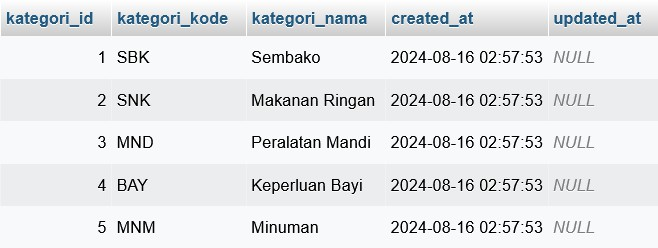 kategori_id kategori_kode kategori_nama created_at updated_at
1 SBK Sembako 2024-08-16 02:57:53 NULL
2 SNK Makanan Ringan 2024-08-16 02:57:53 NULL
3 MND Peralatan Mandi 2024-08-16 02:57:53 NULL
4 BAY Keperluan Bayi 2024-08-16 02:57:53 NULL
5 MNM Minuman 2024-08-16 02:57:53 NULL